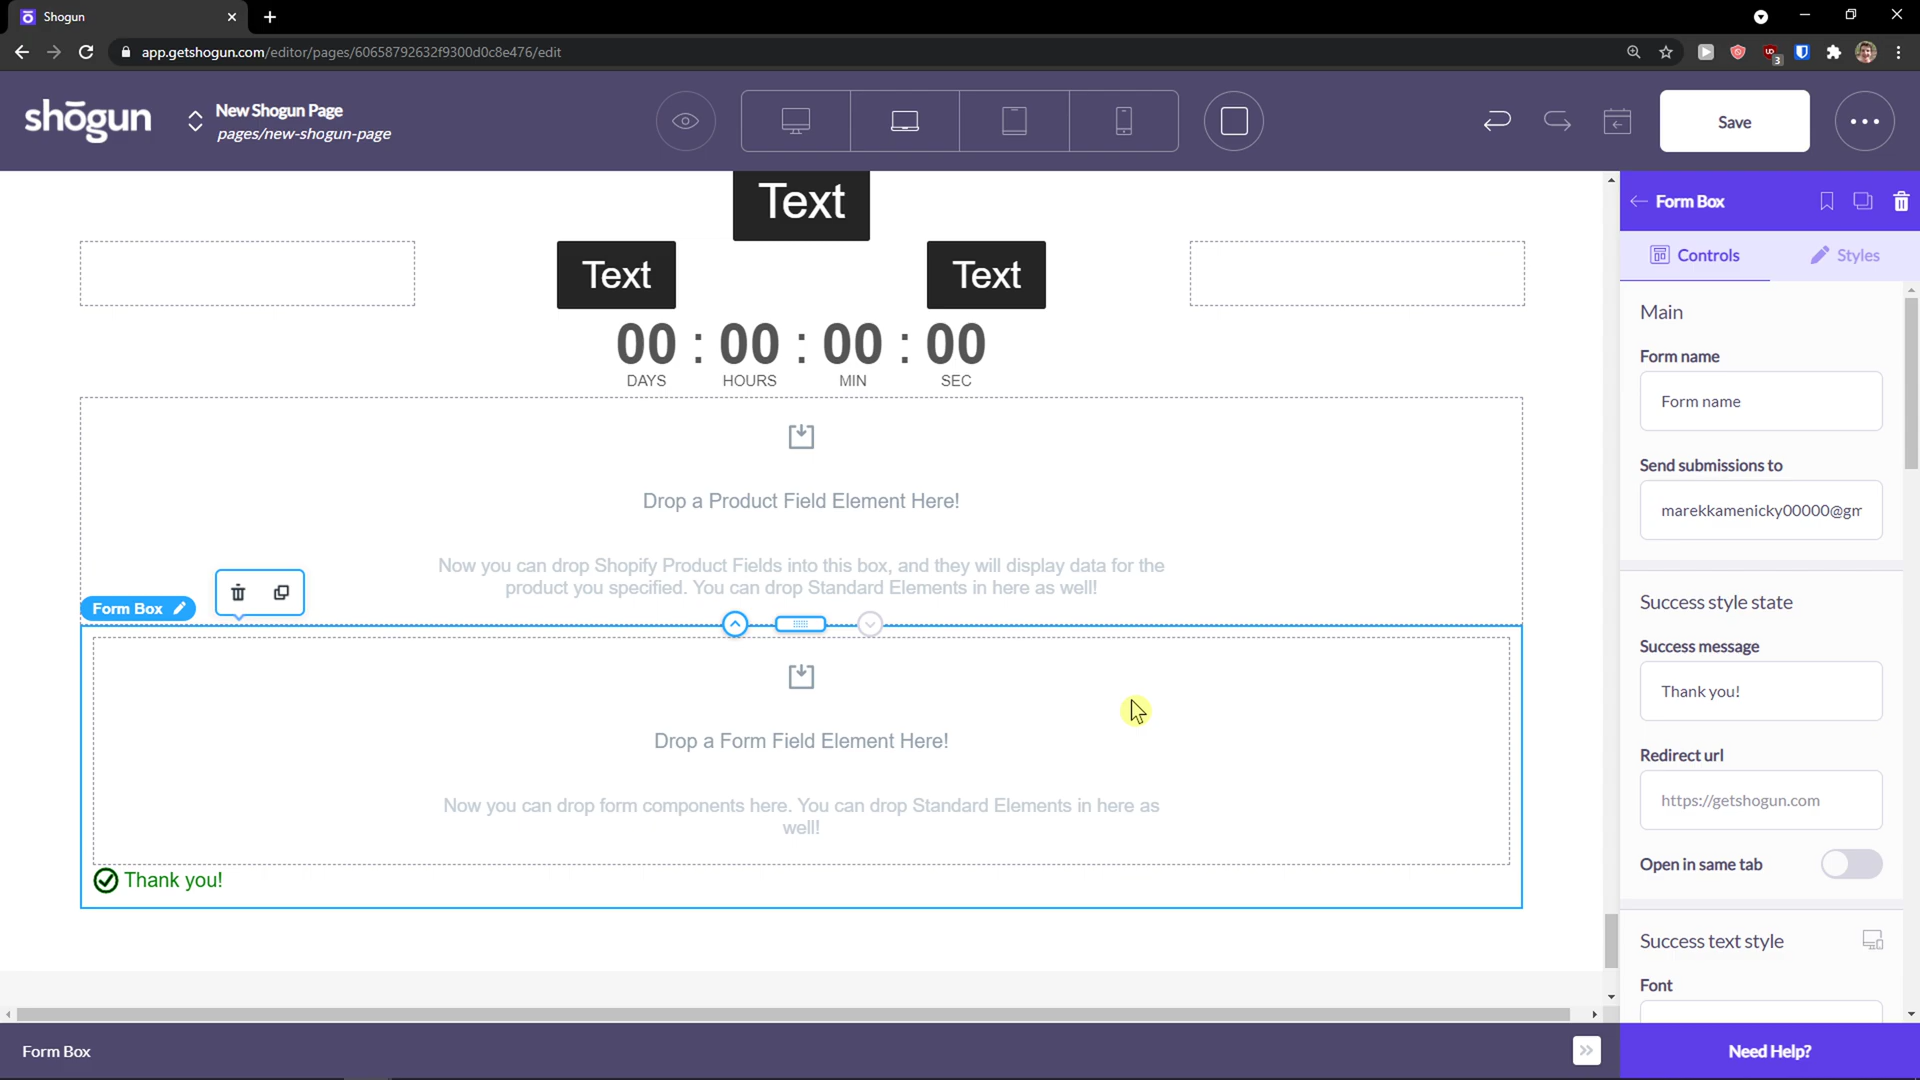 Shogun
app.getshogun.com/editor/pages/60658792632f9300d0c8e476/edit
3
shōgun
New Shogun Page
pages/new-shogun-page
Save
Form Box
Controls
Styles
Text
Text
Text
00 : 00 : 00 : 00
DAYS HOURS MIN SEC
Drop a Product Field Element Here!
Now you can drop Shopify Product Fields into this box, and they will display data for the
product you specified. You can drop Standard Elements in here as well!
Form Box
Drop a Form Field Element Here!
Now you can drop form components here. You can drop Standard Elements in here as
well!
Thank you!
Main
Form name
Form name
Send submissions to
marekkamenicky00000@gm
Success style state
Success message
Thank you!
Redirect url
https://getshogun.com
Open in same tab
Success text style
Font
Form Box
Need Help?